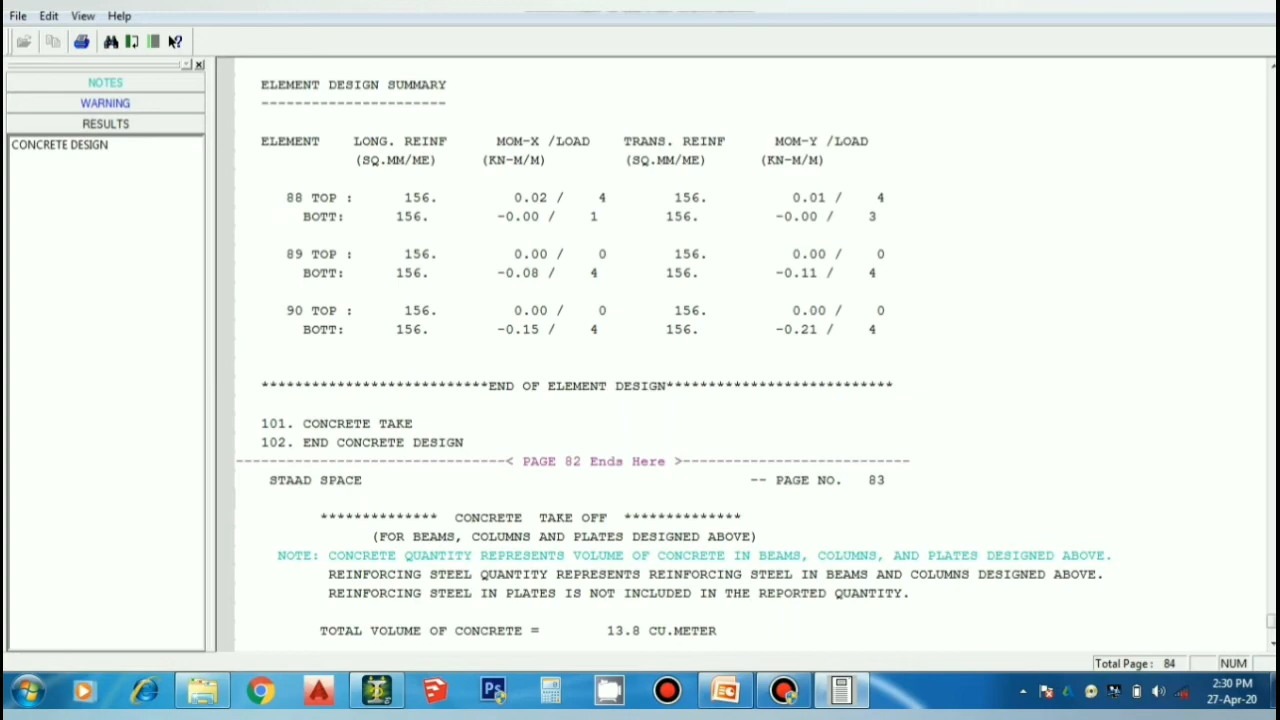 File Edit View Help
NOTES
WARNING
RESULTS
CONCRETE DESIGN
ELEMENT DESIGN SUMMARY
----------------------
ELEMENT LONG. REINF MOM-X /LOAD TRANS. REINF MOM-Y /LOAD
(SQ.MM/ME) (KN-M/M) (SQ.MM/ME) (KN-M/M)
88 TOP : 156. 0.02 / 4 156. 0.01 / 4
BOTT: 156. -0.00 / 1 156. -0.00 / 3
89 TOP : 156. 0.00 / 0 156. 0.00 / 0
BOTT: 156. -0.08 / 4 156. -0.11 / 4
90 TOP : 156. 0.00 / 0 156. 0.00 / 0
BOTT: 156. -0.15 / 4 156. -0.21 / 4
***************************END OF ELEMENT DESIGN***************************
101. CONCRETE TAKE
102. END CONCRETE DESIGN
--------------------------------< PAGE 82 Ends Here >---------------------------
STAAD SPACE -- PAGE NO. 83
************** CONCRETE TAKE OFF **************
(FOR BEAMS, COLUMNS AND PLATES DESIGNED ABOVE)
NOTE: CONCRETE QUANTITY REPRESENTS VOLUME OF CONCRETE IN BEAMS, COLUMNS, AND PLATES DESIGNED ABOVE.
REINFORCING STEEL QUANTITY REPRESENTS REINFORCING STEEL IN BEAMS AND COLUMNS DESIGNED ABOVE.
REINFORCING STEEL IN PLATES IS NOT INCLUDED IN THE REPORTED QUANTITY.
TOTAL VOLUME OF CONCRETE = 13.8 CU.METER
Total Page: 84 NUM
2:30 PM
27-Apr-20